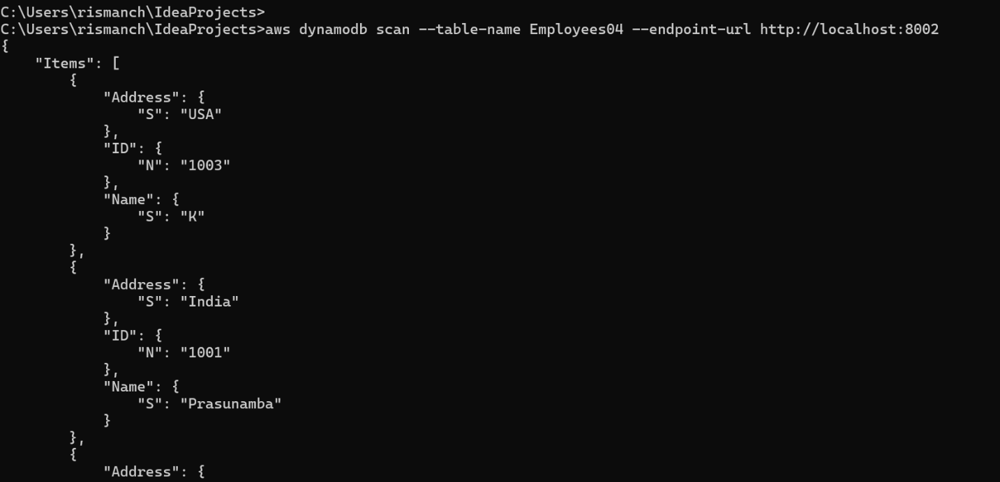 C:\Users\rismanch\IdeaProjects>
C:\Users\rismanch\IdeaProjects>aws dynamodb scan --table-name Employees04 --endpoint-url http://localhost:8002
{
    "Items": [
        {
            "Address": {
                "S": "USA"
            },
            "ID": {
                "N": "1003"
            },
            "Name": {
                "S": "K"
            }
        },
        {
            "Address": {
                "S": "India"
            },
            "ID": {
                "N": "1001"
            },
            "Name": {
                "S": "Prasunamba"
            }
        },
        {
            "Address": {